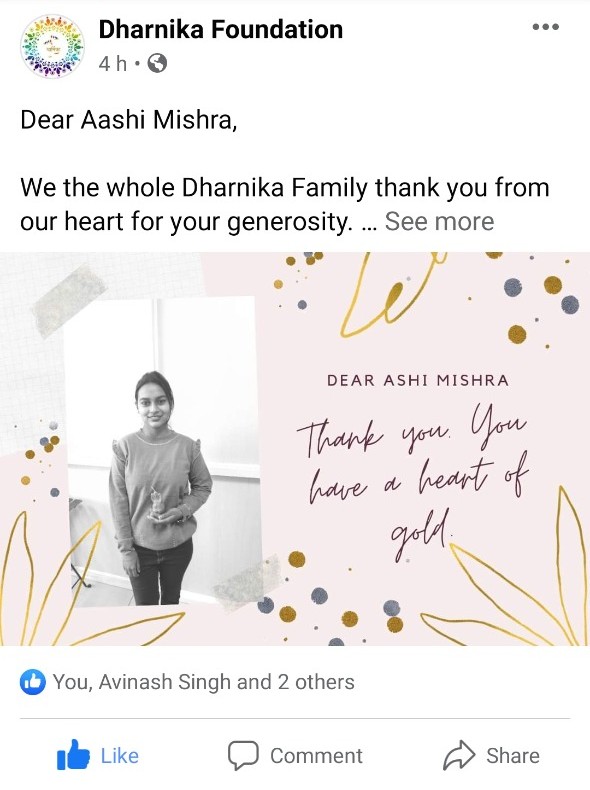 Dharnika Foundation
4 h •
Dear Aashi Mishra,
We the whole Dharnika Family thank you from
our heart for your generosity. ... See more
DEAR ASHI MISHRA
Thank you. You
have a heart of
gold.
You, Avinash Singh and 2 others
Like Comment Share